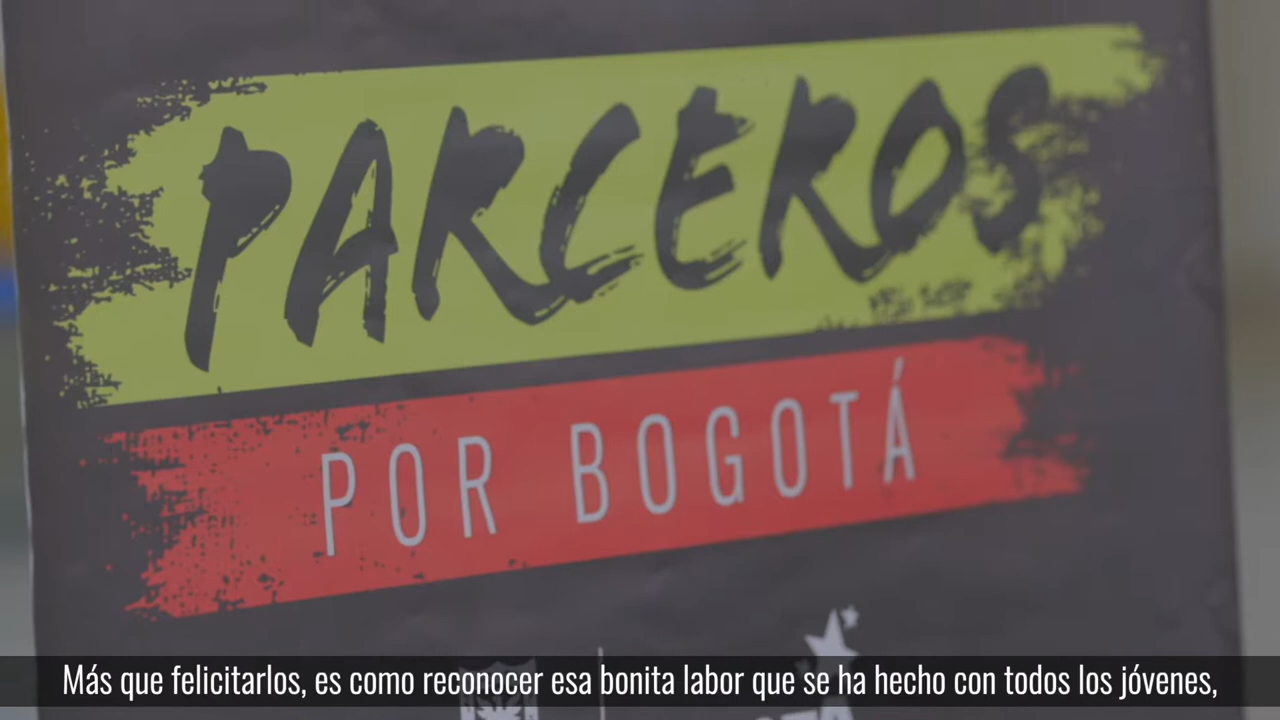 PARCEROS
POR BOGOTÁ
Más que felicitarlos, es como reconocer esa bonita labor que se ha hecho con todos los jóvenes,